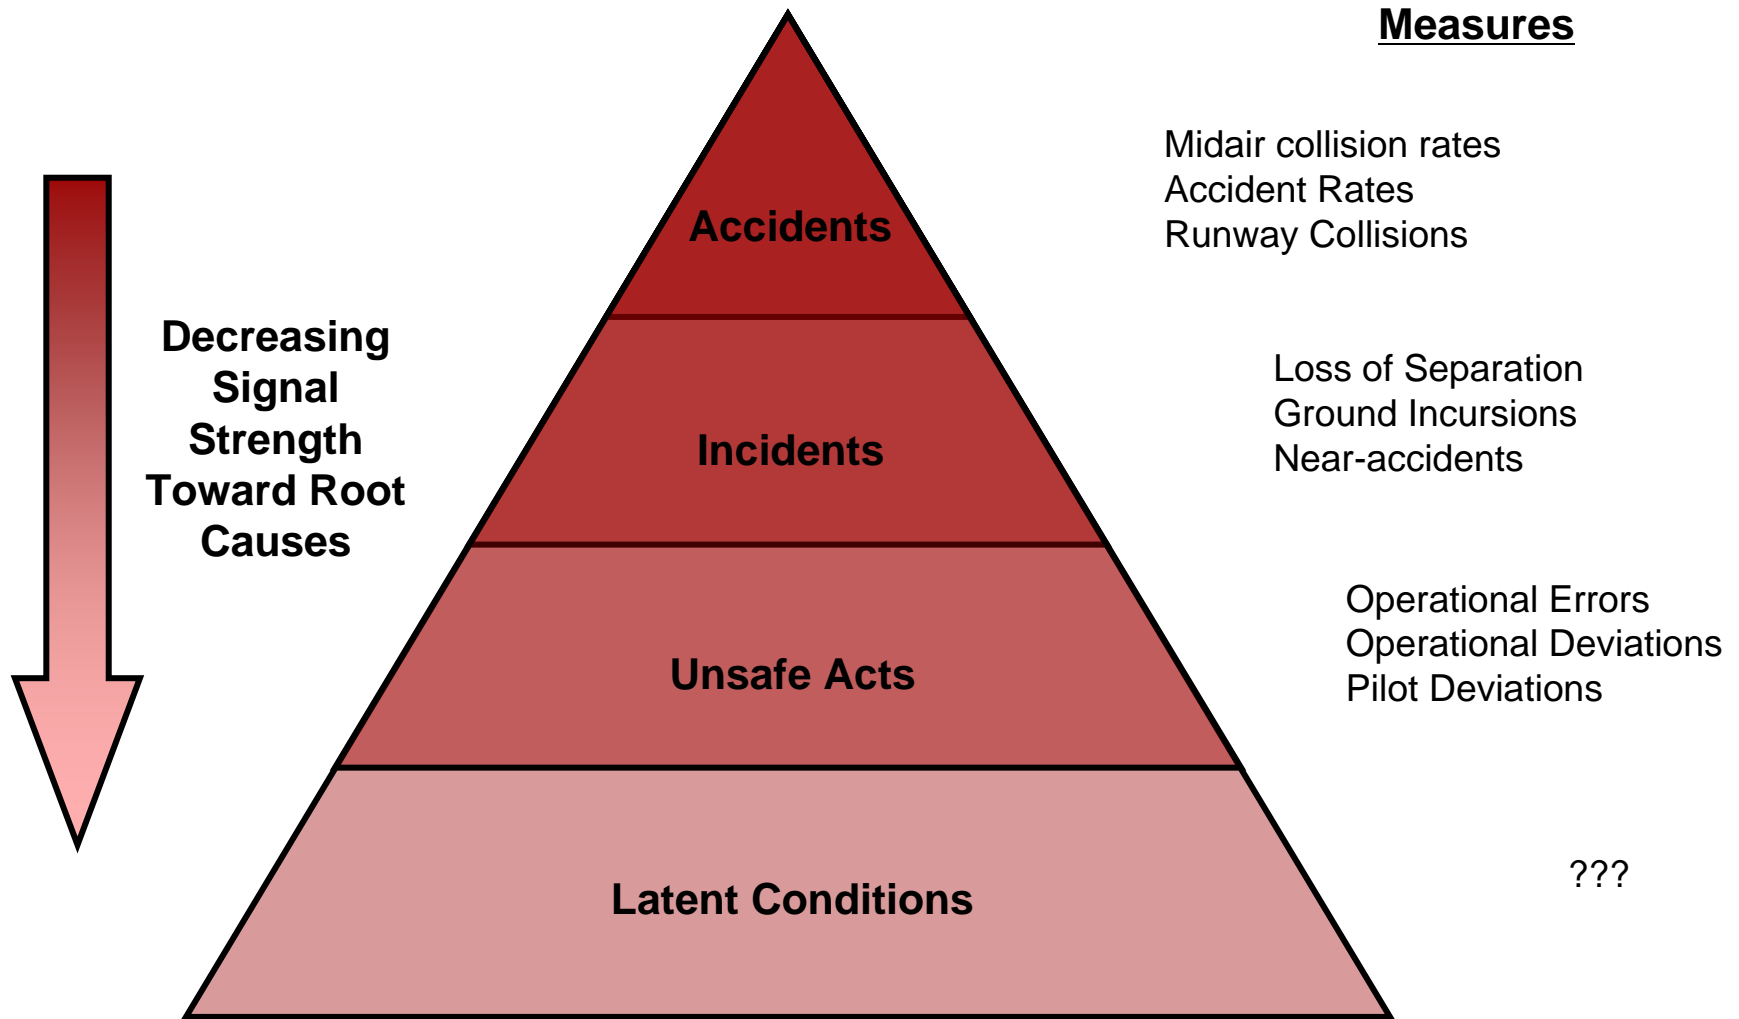 Measures
Midair collision rates
Accident Rates
Runway Collisions
Accidents
Decreasing
Signal
Strength
Toward Root
Causes
Loss of Separation
Ground Incursions
Near-accidents
Incidents
Operational Errors
Operational Deviations
Pilot Deviations
Unsafe Acts
???
Latent Conditions